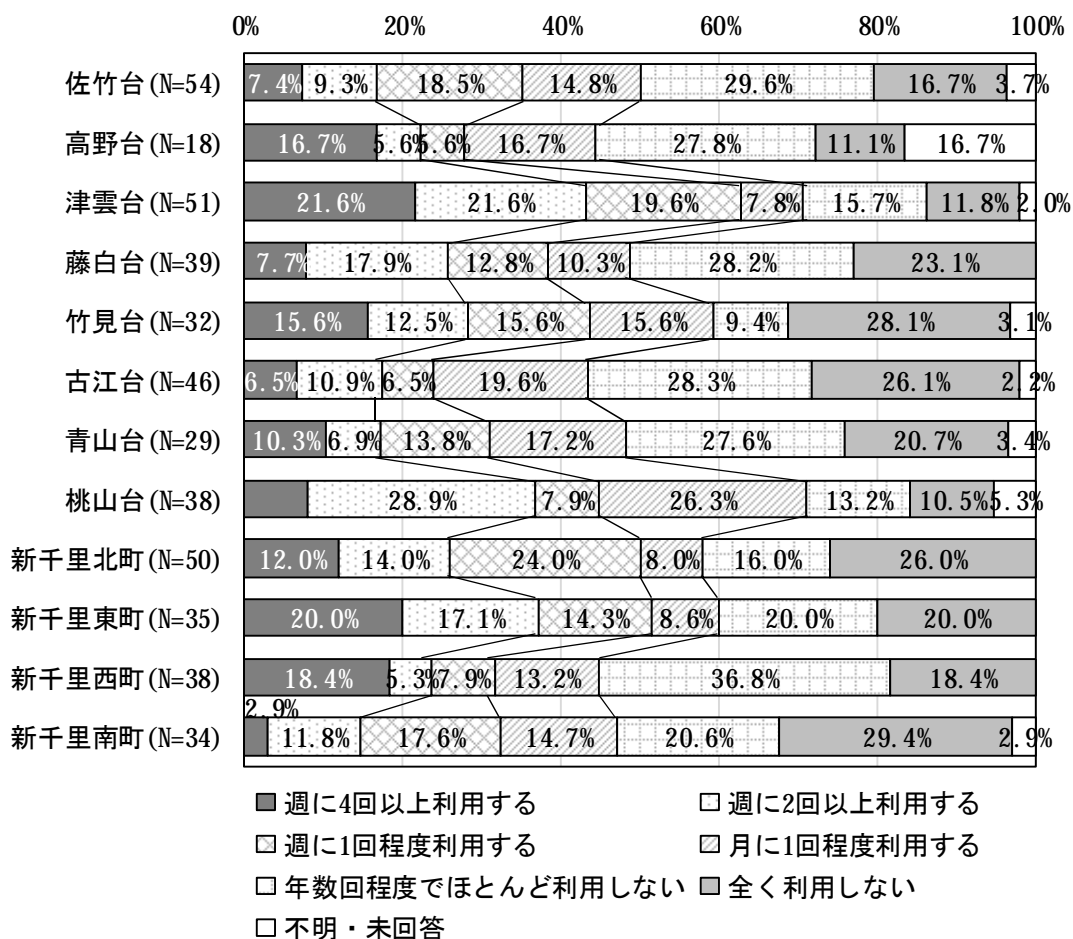 0% 20% 40% 60% 80% 100%
佐竹台(N=54) 7.4% 9.3% 18.5% 14.8% 29.6% 16.7% 3.7%
高野台(N=18) 16.7% 5.6% 5.6% 16.7% 27.8% 11.1% 16.7%
津雲台(N=51) 21.6% 21.6% 19.6% 7.8% 15.7% 11.8% 2.0%
藤白台(N=39) 7.7% 17.9% 12.8% 10.3% 28.2% 23.1%
竹見台(N=32) 15.6% 12.5% 15.6% 15.6% 9.4% 28.1% 3.1%
古江台(N=46) 6.5% 10.9% 6.5% 19.6% 28.3% 26.1% 2.2%
青山台(N=29) 10.3% 6.9% 13.8% 17.2% 27.6% 20.7% 3.4%
桃山台(N=38) 28.9% 7.9% 26.3% 13.2% 10.5% 5.3%
新千里北町(N=50) 12.0% 14.0% 24.0% 8.0% 16.0% 26.0%
新千里東町(N=35) 20.0% 17.1% 14.3% 8.6% 20.0% 20.0%
新千里西町(N=38) 18.4% 5.3% 7.9% 13.2% 36.8% 18.4%
2.9%
新千里南町(N=34) 11.8% 17.6% 14.7% 20.6% 29.4% 2.9%
週に4回以上利用する 週に2回以上利用する
週に1回程度利用する 月に1回程度利用する
年数回程度でほとんど利用しない 全く利用しない
不明・未回答